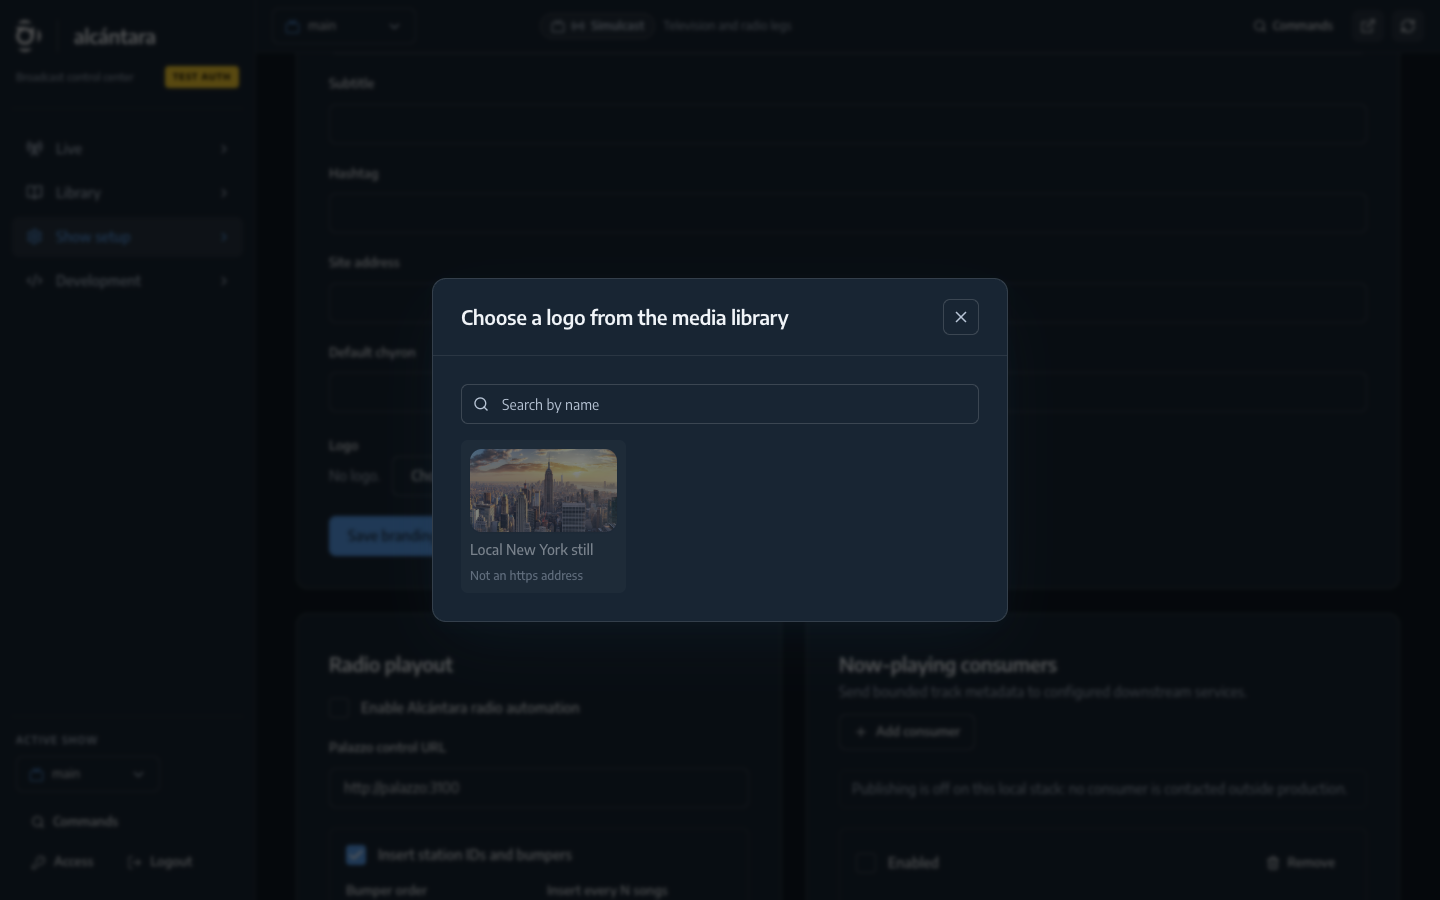 alcántara
Broadcast control center
TEST AUTH
main
Simulcast
Television and radio legs
Commands
Live
Library
Show setup
Development
Subtitle
Hashtag
Site address
Default chyron
Logo
No logo.
Save branding
Choose a logo from the media library
Search by name
Local New York still
Not an https address
Radio playout
Enable Alcántara radio automation
Palazzo control URL
http://palazzo:3100
Insert station IDs and bumpers
Bumper order
Insert every N songs
Now-playing consumers
Send bounded track metadata to configured downstream services.
Add consumer
Publishing is off on this local stack: no consumer is contacted outside production.
Enabled
Remove
ACTIVE SHOW
main
Commands
Access
Logout